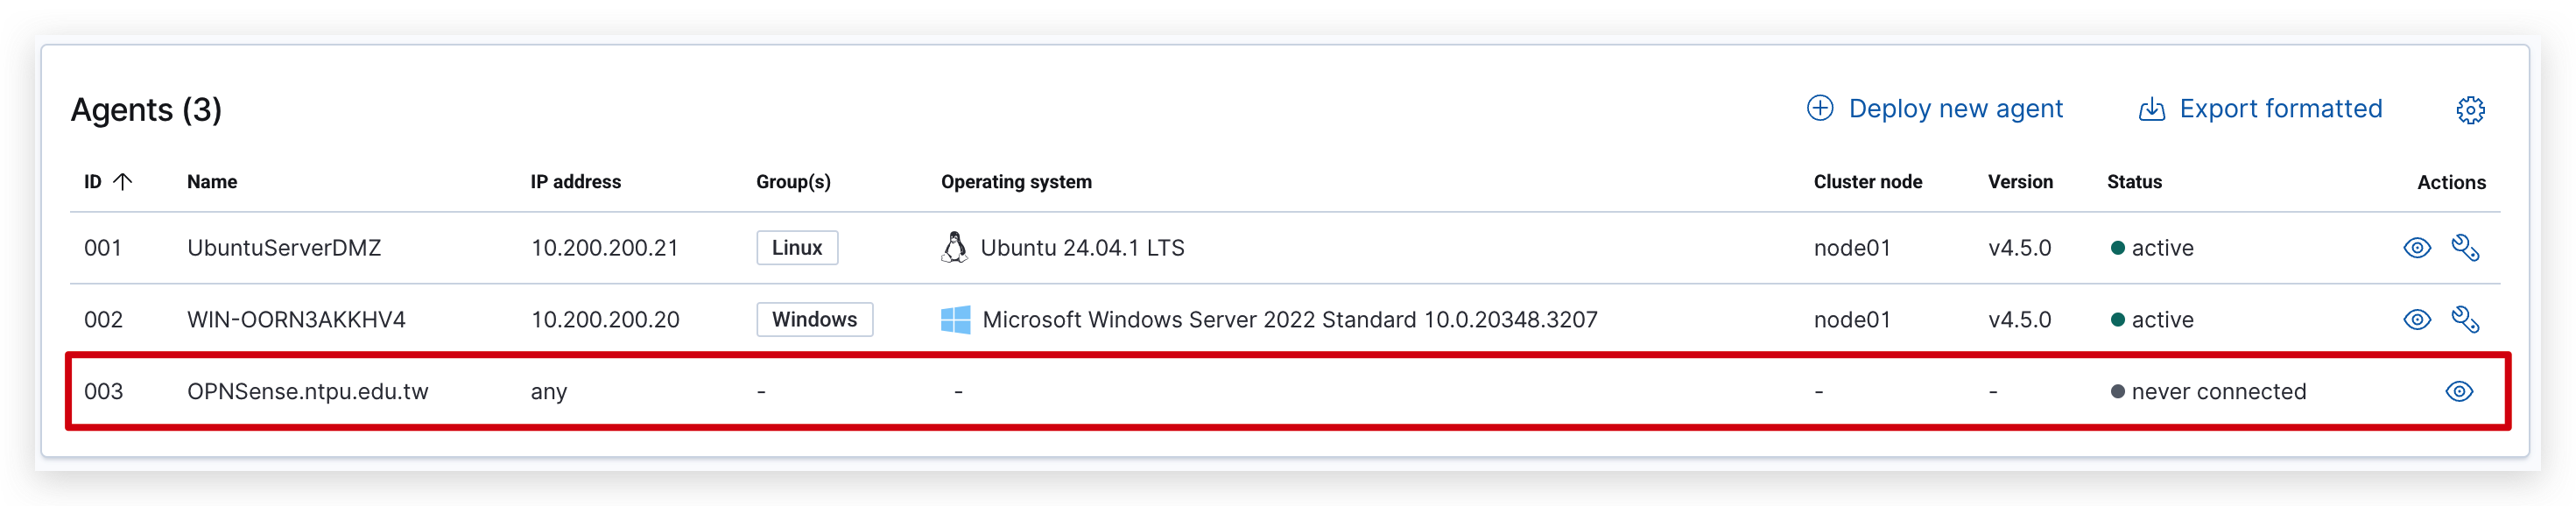 Agents (3)
Deploy new agent
Export formatted
ID Name IP address Group(s) Operating system Cluster node Version Status Actions
001 UbuntuServerDMZ 10.200.200.21 Linux Ubuntu 24.04.1 LTS node01 v4.5.0 active
002 WIN-OORN3AKKHV4 10.200.200.20 Windows Microsoft Windows Server 2022 Standard 10.0.20348.3207 node01 v4.5.0 active
003 OPNSense.ntpu.edu.tw any - - - - never connected